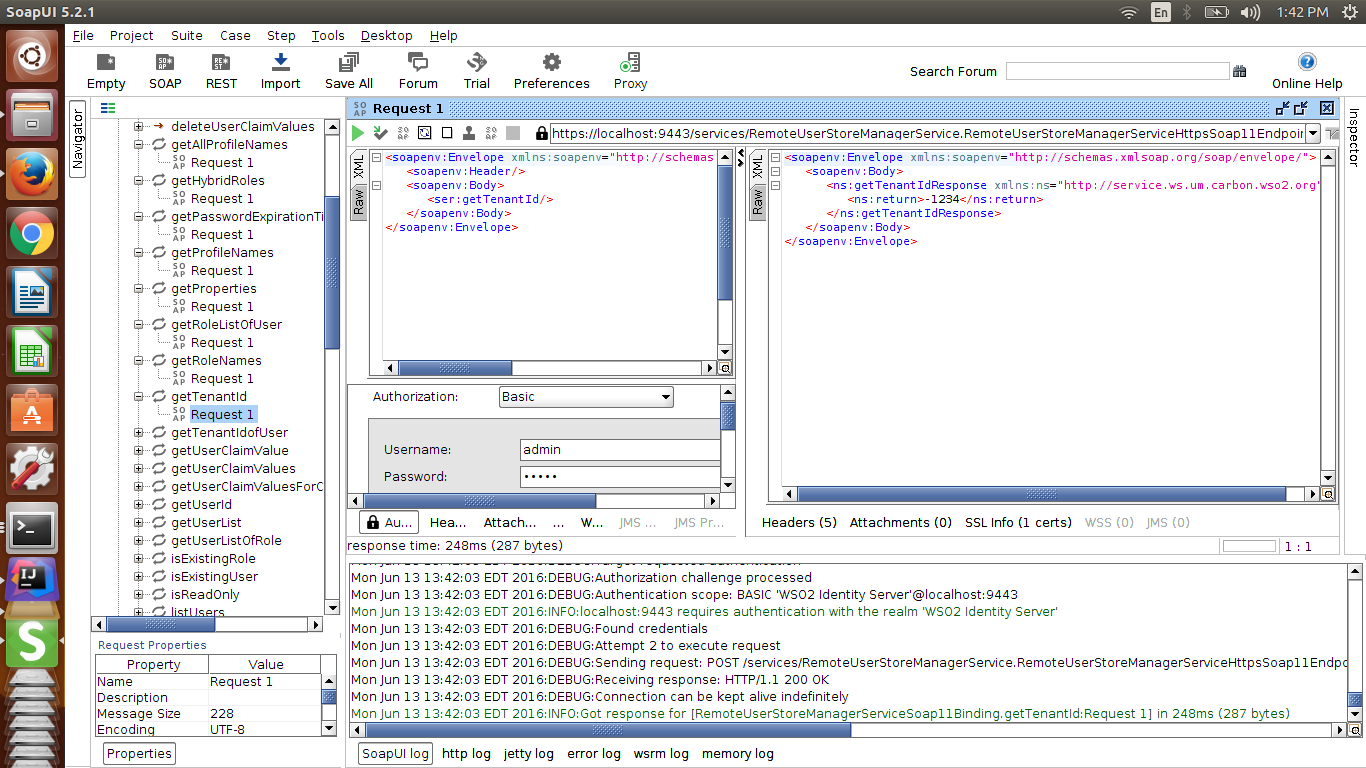 SoapUI 5.2.1
En
1:42 PM
File Project Suite Case Step Tools Desktop Help
Empty
SOAP
REST
Import
Save All
Forum
Trial
Preferences
Proxy
Search Forum
Online Help
Navigator
Inspector
deleteUserClaimValues
getAllProfileNames
Request 1
getHybridRoles
Request 1
getPasswordExpirationTi
Request 1
getProfileNames
Request 1
getProperties
Request 1
getRoleListOfUser
Request 1
getRoleNames
Request 1
getTenantId
Request 1
getTenantIdofUser
getUserClaimValue
getUserClaimValues
getUserClaimValuesForC
getUserId
getUserList
getUserListOfRole
isExistingRole
isExistingUser
isReadOnly
listUsers
Request Properties
Property Value
Name Request 1
Description
Message Size 228
Encoding UTF-8
Properties
SOAP Request 1
https://localhost:9443/services/RemoteUserStoreManagerService.RemoteUserStoreManagerServiceHttpsSoap11Endpoin
XML
Raw
<soapenv:Envelope xmlns:soapenv="http://schemas
<soapenv:Header/>
<soapenv:Body>
<ser:getTenantId/>
</soapenv:Body>
</soapenv:Envelope>
Authorization: Basic
Username: admin
Password: •••••
Au... Hea... Attach... ... W... JMS ... JMS Pr...
XML
Raw
<soapenv:Envelope xmlns:soapenv="http://schemas.xmlsoap.org/soap/envelope/">
<soapenv:Body>
<ns:getTenantIdResponse xmlns:ns="http://service.ws.um.carbon.wso2.org"
<ns:return>-1234</ns:return>
</ns:getTenantIdResponse>
</soapenv:Body>
</soapenv:Envelope>
Headers (5) Attachments (0) SSL Info (1 certs) WSS (0) JMS (0)
response time: 248ms (287 bytes)
1 : 1
Mon Jun 13 13:42:03 EDT 2016:DEBUG:Target requested authentication
Mon Jun 13 13:42:03 EDT 2016:DEBUG:Authorization challenge processed
Mon Jun 13 13:42:03 EDT 2016:DEBUG:Authentication scope: BASIC 'WSO2 Identity Server'@localhost:9443
Mon Jun 13 13:42:03 EDT 2016:INFO:localhost:9443 requires authentication with the realm 'WSO2 Identity Server'
Mon Jun 13 13:42:03 EDT 2016:DEBUG:Found credentials
Mon Jun 13 13:42:03 EDT 2016:DEBUG:Attempt 2 to execute request
Mon Jun 13 13:42:03 EDT 2016:DEBUG:Sending request: POST /services/RemoteUserStoreManagerService.RemoteUserStoreManagerServiceHttpsSoap11Endpo
Mon Jun 13 13:42:03 EDT 2016:DEBUG:Receiving response: HTTP/1.1 200 OK
Mon Jun 13 13:42:03 EDT 2016:DEBUG:Connection can be kept alive indefinitely
Mon Jun 13 13:42:03 EDT 2016:INFO:Got response for [RemoteUserStoreManagerServiceSoap11Binding.getTenantId:Request 1] in 248ms (287 bytes)
SoapUI log http log jetty log error log wsrm log memory log